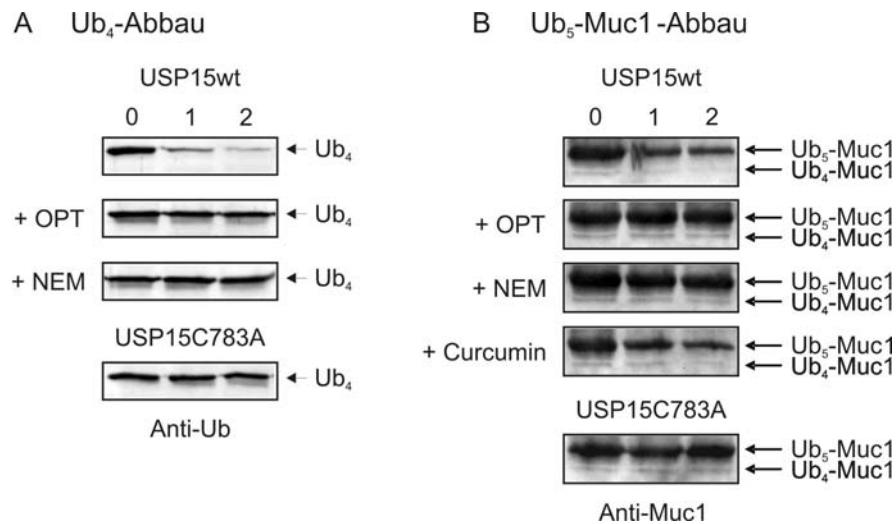 A Ub₄-Abbau
USP15wt
0 1 2
Ub₄
+ OPT
Ub₄
+ NEM
Ub₄
USP15C783A
Ub₄
Anti-Ub
B Ub₅-Muc1-Abbau
USP15wt
0 1 2
Ub₅-Muc1
Ub₄-Muc1
+ OPT
Ub₅-Muc1
Ub₄-Muc1
+ NEM
Ub₅-Muc1
Ub₄-Muc1
+ Curcumin
Ub₅-Muc1
Ub₄-Muc1
USP15C783A
Ub₅-Muc1
Ub₄-Muc1
Anti-Muc1